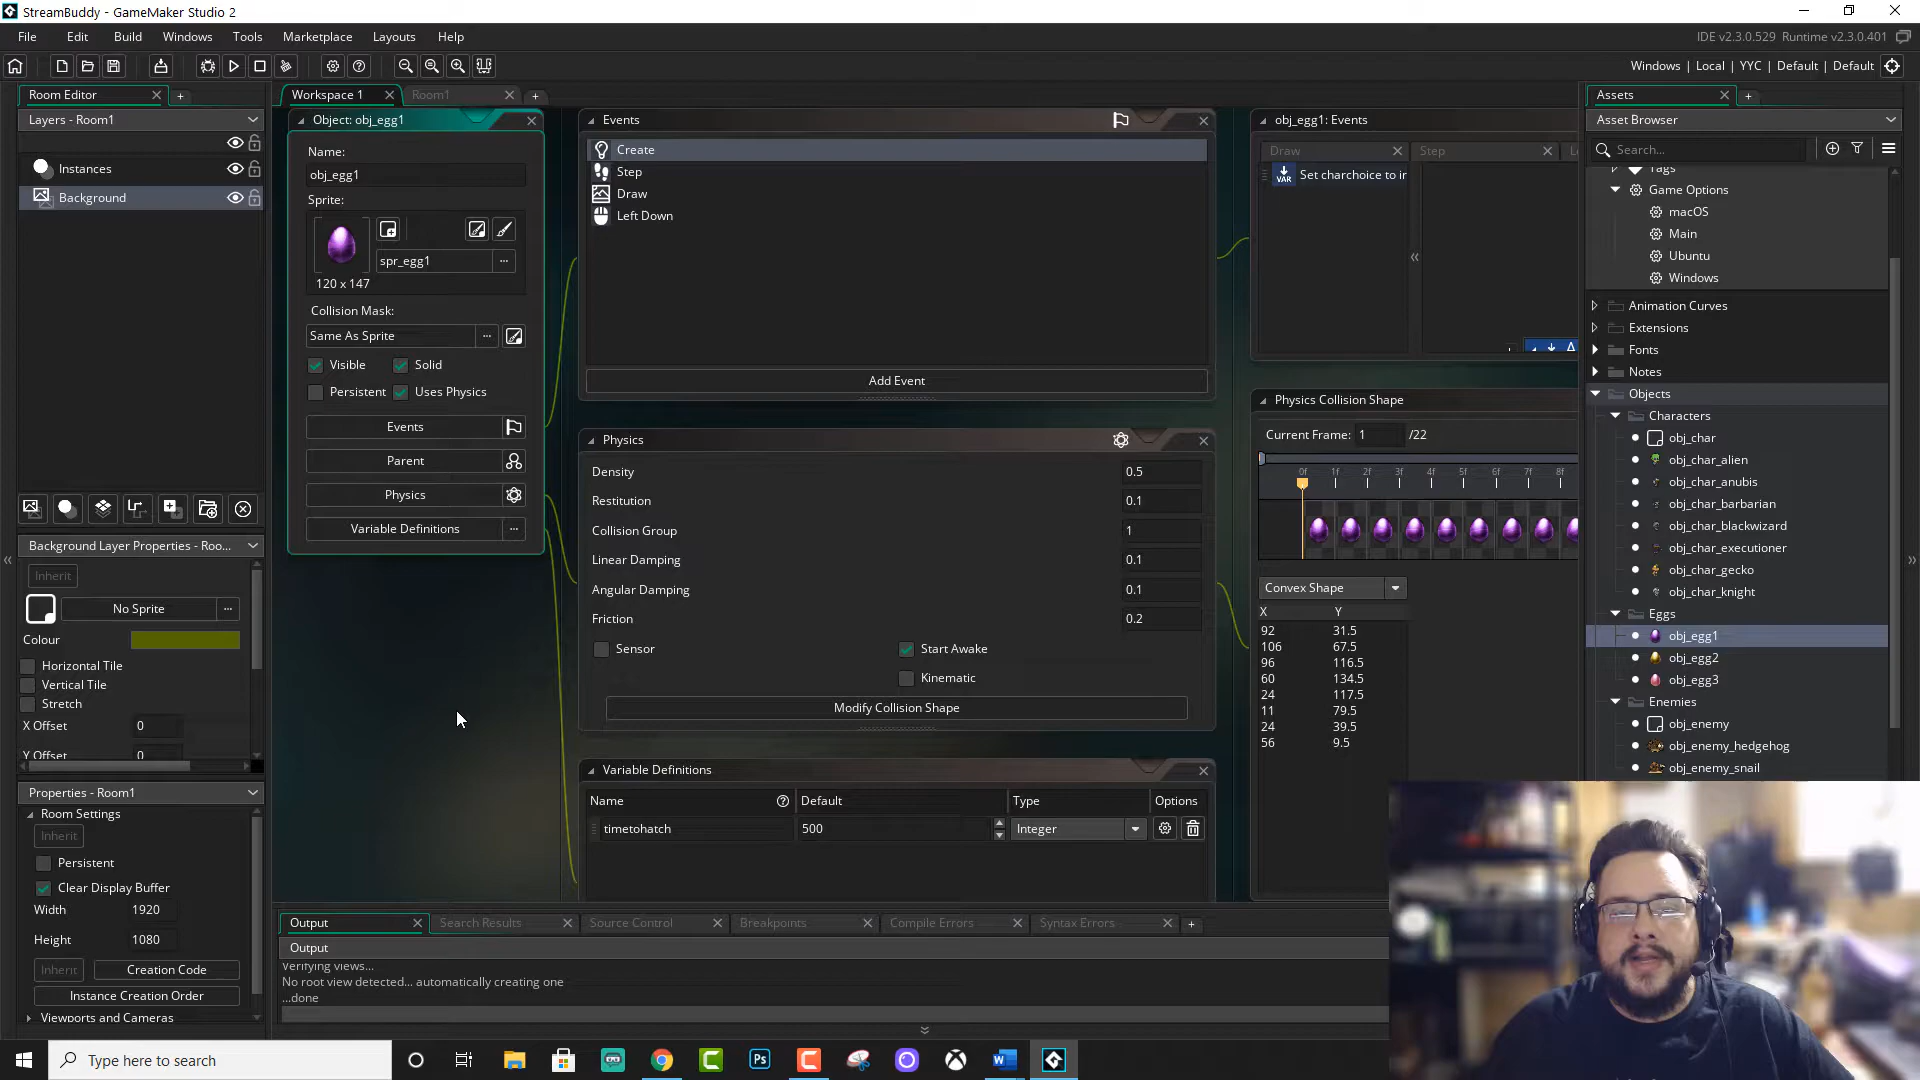 StreamBuddy - GameMaker Studio 2
File Edit Build Windows Tools Marketplace Layouts Help
IDE v2.3.0.529 Runtime v2.3.0.401
Windows | Local | YYC | Default | Default
Room Editor
Layers - Room1
Instances
Background
Background Layer Properties - Roo...
Inherit
No Sprite
Colour
Horizontal Tile
Vertical Tile
Stretch
X Offset 0
Y Offset 0
Properties - Room1
Room Settings
Inherit
Persistent
Clear Display Buffer
Width 1920
Height 1080
Inherit Creation Code
Instance Creation Order
Viewports and Cameras
Workspace 1 Room1
Object: obj_egg1
Name:
obj_egg1
Sprite:
spr_egg1
120 x 147
Collision Mask:
Same As Sprite
Visible Solid
Persistent Uses Physics
Events
Parent
Physics
Variable Definitions
Events
Create
Step
Draw
Left Down
Add Event
Physics
Density 0.5
Restitution 0.1
Collision Group 1
Linear Damping 0.1
Angular Damping 0.1
Friction 0.2
Sensor Start Awake
Kinematic
Modify Collision Shape
Variable Definitions
Name Default Type Options
timetohatch 500 Integer
obj_egg1: Events
Draw Step
VAR Set charchoice to ir
Physics Collision Shape
Current Frame: 1 /22
0f 1f 2f 3f 4f 5f 6f 7f 8f
Convex Shape
X Y
92 31.5
106 67.5
96 116.5
60 134.5
24 117.5
11 79.5
24 39.5
56 9.5
Output Search Results Source Control Breakpoints Compile Errors Syntax Errors
Output
Verifying views...
No root view detected... automatically creating one
...done
Assets
Asset Browser
Search...
Tags
Game Options
macOS
Main
Ubuntu
Windows
Animation Curves
Extensions
Fonts
Notes
Objects
Characters
obj_char
obj_char_alien
obj_char_anubis
obj_char_barbarian
obj_char_blackwizard
obj_char_executioner
obj_char_gecko
obj_char_knight
Eggs
obj_egg1
obj_egg2
obj_egg3
Enemies
obj_enemy
obj_enemy_hedgehog
obj_enemy_snail
Type here to search
Ps